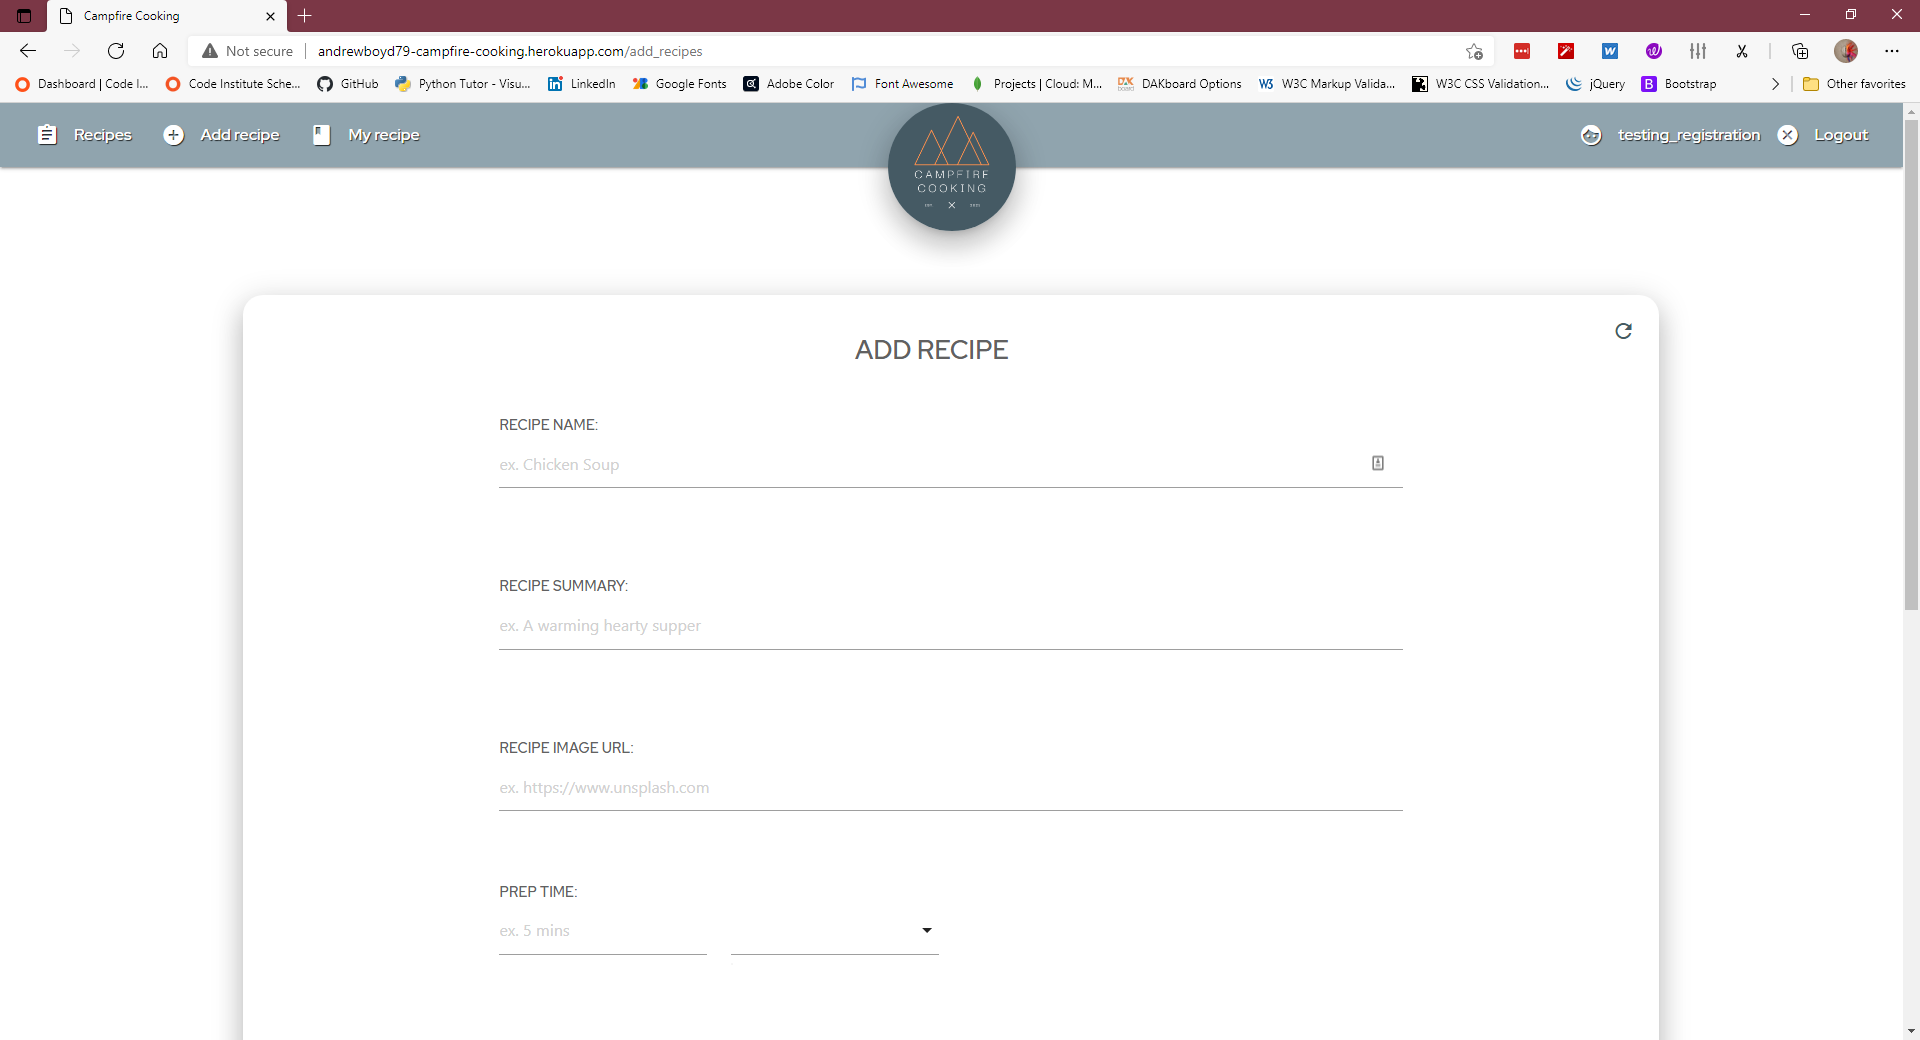 Campfire Cooking
Not secure andrewboyd79-campfire-cooking.herokuapp.com/add_recipes
Dashboard | Code I... Code Institute Sche... GitHub Python Tutor - Visu... LinkedIn Google Fonts Adobe Color Font Awesome Projects | Cloud: M... DAKboard Options W3C Markup Valida... W3C CSS Validation... jQuery Bootstrap Other favorites
Recipes Add recipe My recipe testing_registration Logout
CAMPFIRE
COOKING
ADD RECIPE
RECIPE NAME:
ex. Chicken Soup
RECIPE SUMMARY:
ex. A warming hearty supper
RECIPE IMAGE URL:
ex. https://www.unsplash.com
PREP TIME:
ex. 5 mins